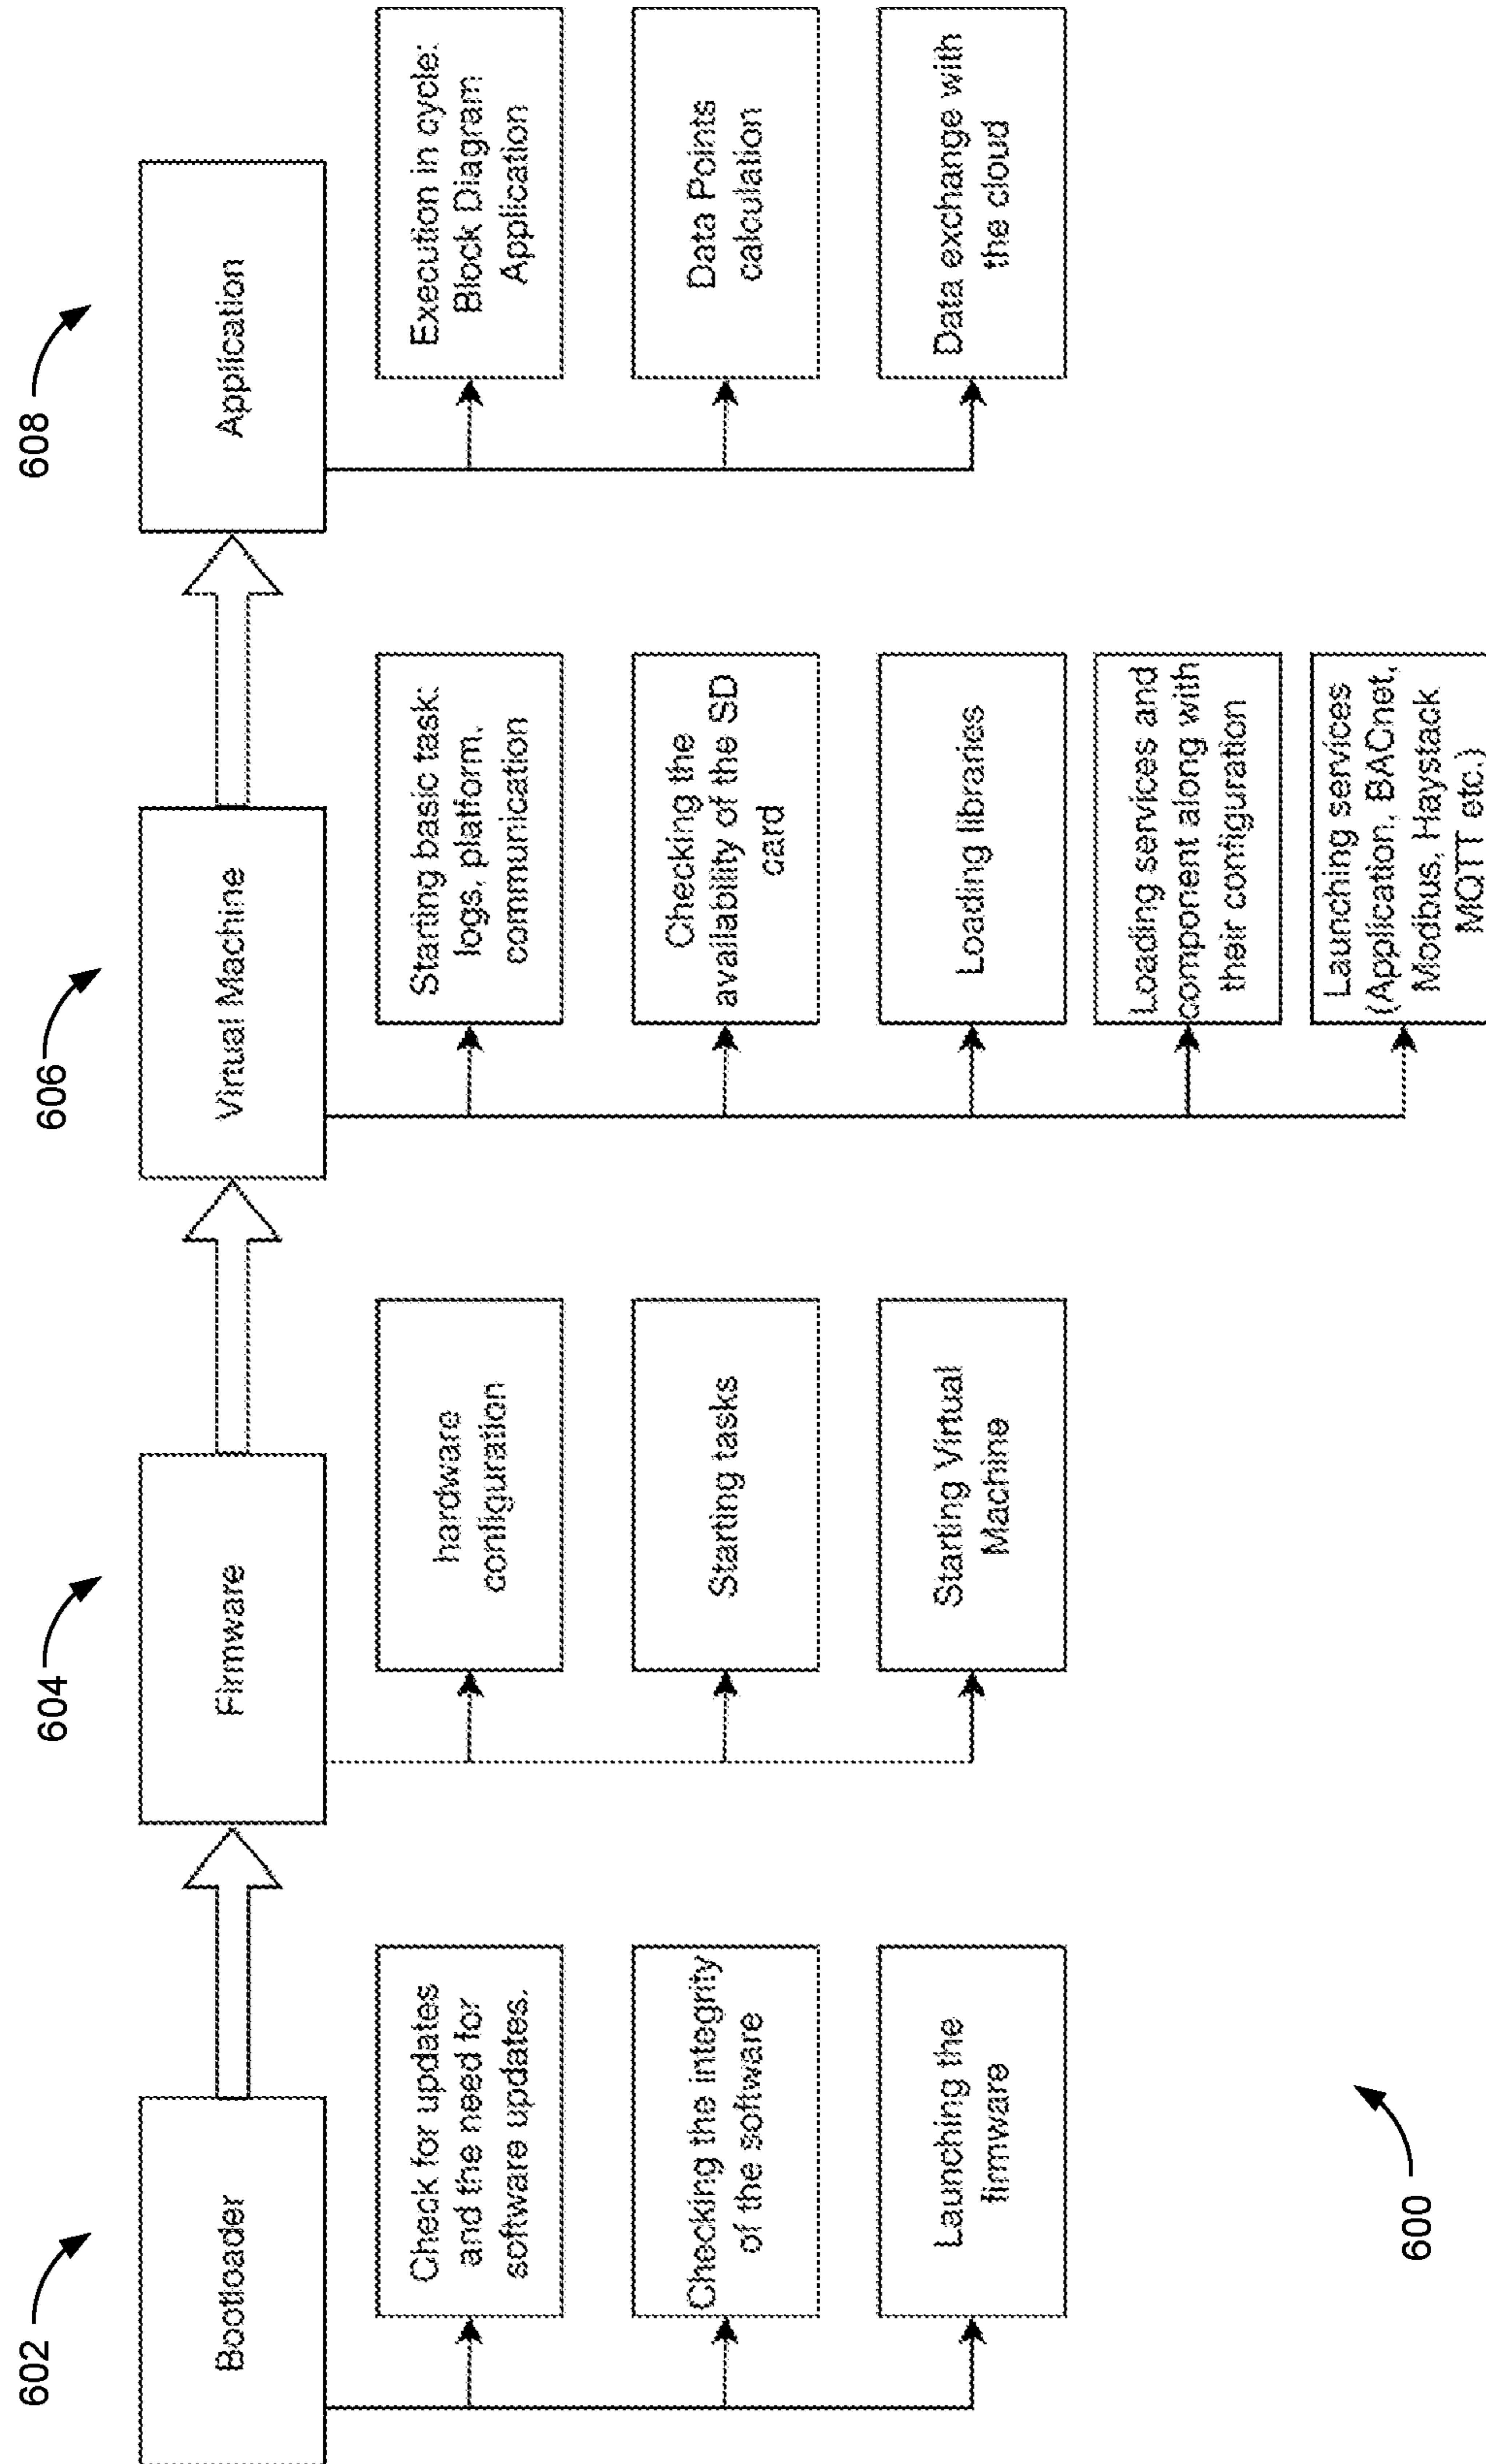 602
Bootloader
Check for updates
and the need for
software updates.
Checking the integrity
of the software
Launching the
firmware
604
Firmware
hardware
configuration
Starting tasks
Starting Virtual
Machine
606
Virtual Machine
Starting basic task:
logs, platform,
communication
Checking the
availability of the SD
card
Loading libraries
Loading services and
component along with
their configuration
Launching services
(Application, BACnet,
Modbus, Haystack
MQTT etc.)
608
Application
Execution in cycle:
Block Diagram
Application
Data Points
calculation
Data exchange with
the cloud
600